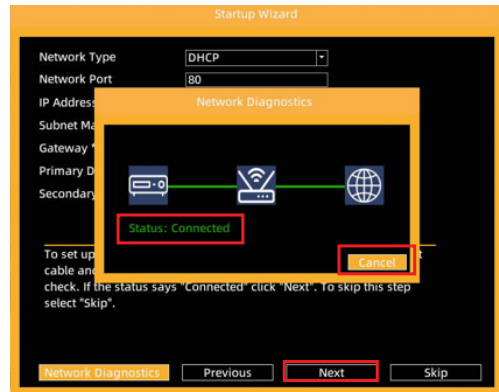 Startup Wizard
Network Type DHCP
Network Port 80
IP Address
Network Diagnostics
Subnet Ma
Gateway *
Primary D
Secondary
Status: Connected
Cancel
To set up t
cable and
check. If the status says "Connected" click "Next". To skip this step
select "Skip".
Network Diagnostics Previous Next Skip